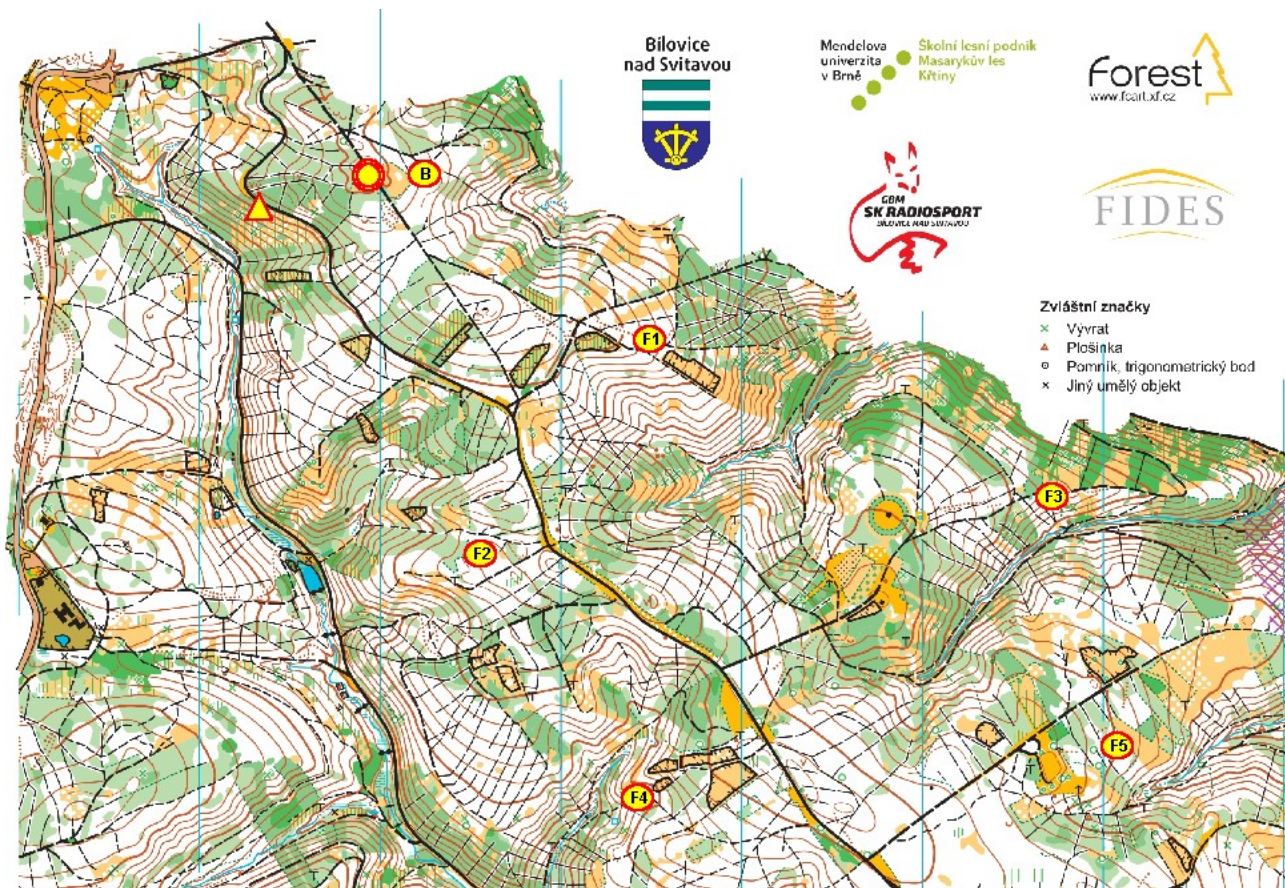 Bílovice
nad Svitavou
Mendelova
univerzita
v Brně
Školní lesní podnik
Masarykův les
Křtiny
forest
www.fcart.xf.cz
GBM
SK RADIOSPORT
BÍLOVICE NAD SVITAVOU
FIDES
Zvláštní značky
Vývrat
Plošinka
Pomník, trigonometrický bod
Jiný umělý objekt
B
F1
F2
F3
F4
F5